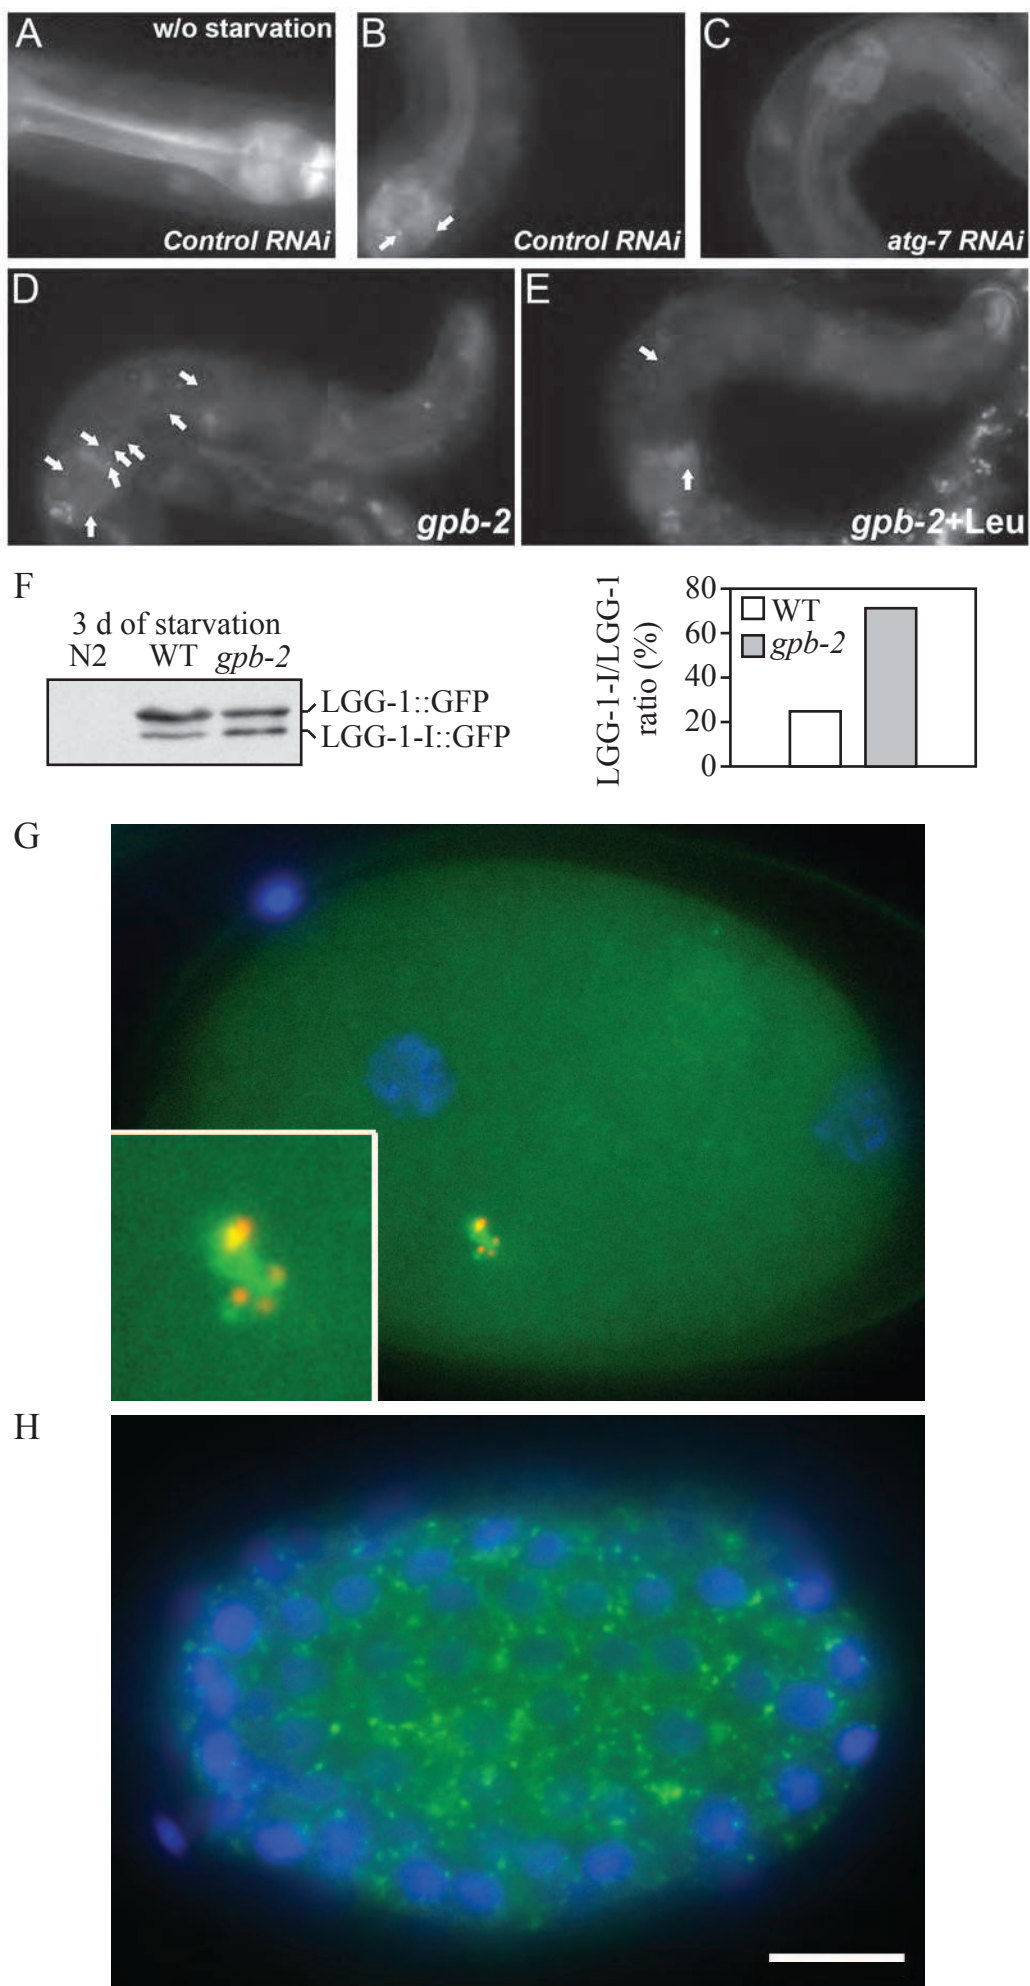 A
w/o starvation
Control RNAi
B
Control RNAi
C
atg-7 RNAi
D
gpb-2
E
gpb-2+Leu
F
3 d of starvation
N2 WT gpb-2
LGG-1::GFP
LGG-1-I::GFP
LGG-1-I/LGG-1
ratio (%)
80
60
40
20
0
WT
gpb-2
G
H